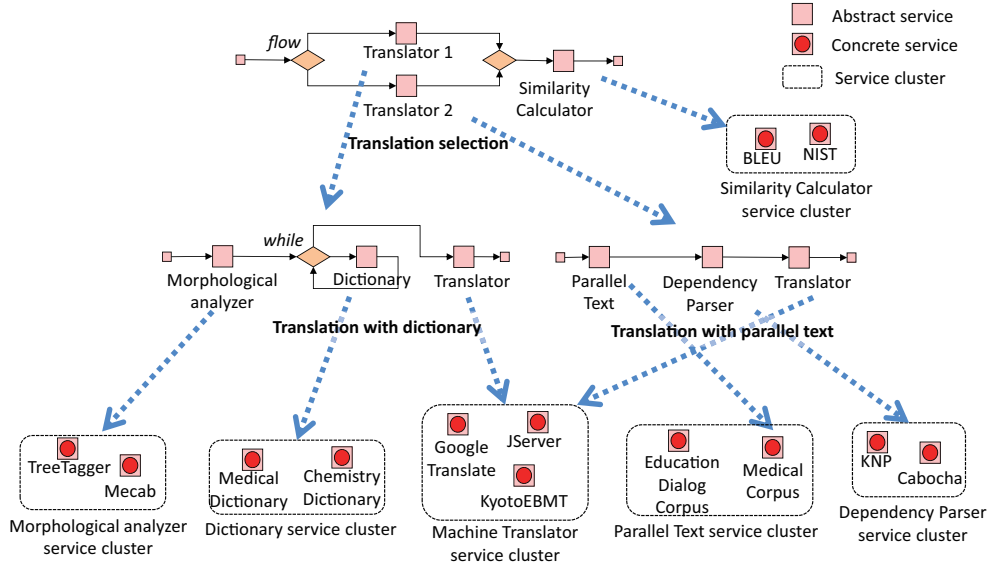 Abstract service
Concrete service
Service cluster
flow
Translator 1
Translator 2
Similarity
Calculator
Translation selection
BLEU
NIST
Similarity Calculator
service cluster
while
Morphological
analyzer
Dictionary
Translator
Parallel
Text
Dependency
Parser
Translator
Translation with dictionary
Translation with parallel text
TreeTagger
Mecab
Morphological analyzer
service cluster
Medical
Dictionary
Chemistry
Dictionary
Dictionary service cluster
Google
Translate
JServer
KyotoEBMT
Machine Translator
service cluster
Education
Dialog
Corpus
Medical
Corpus
Parallel Text service cluster
KNP
Cabocha
Dependency Parser
service cluster